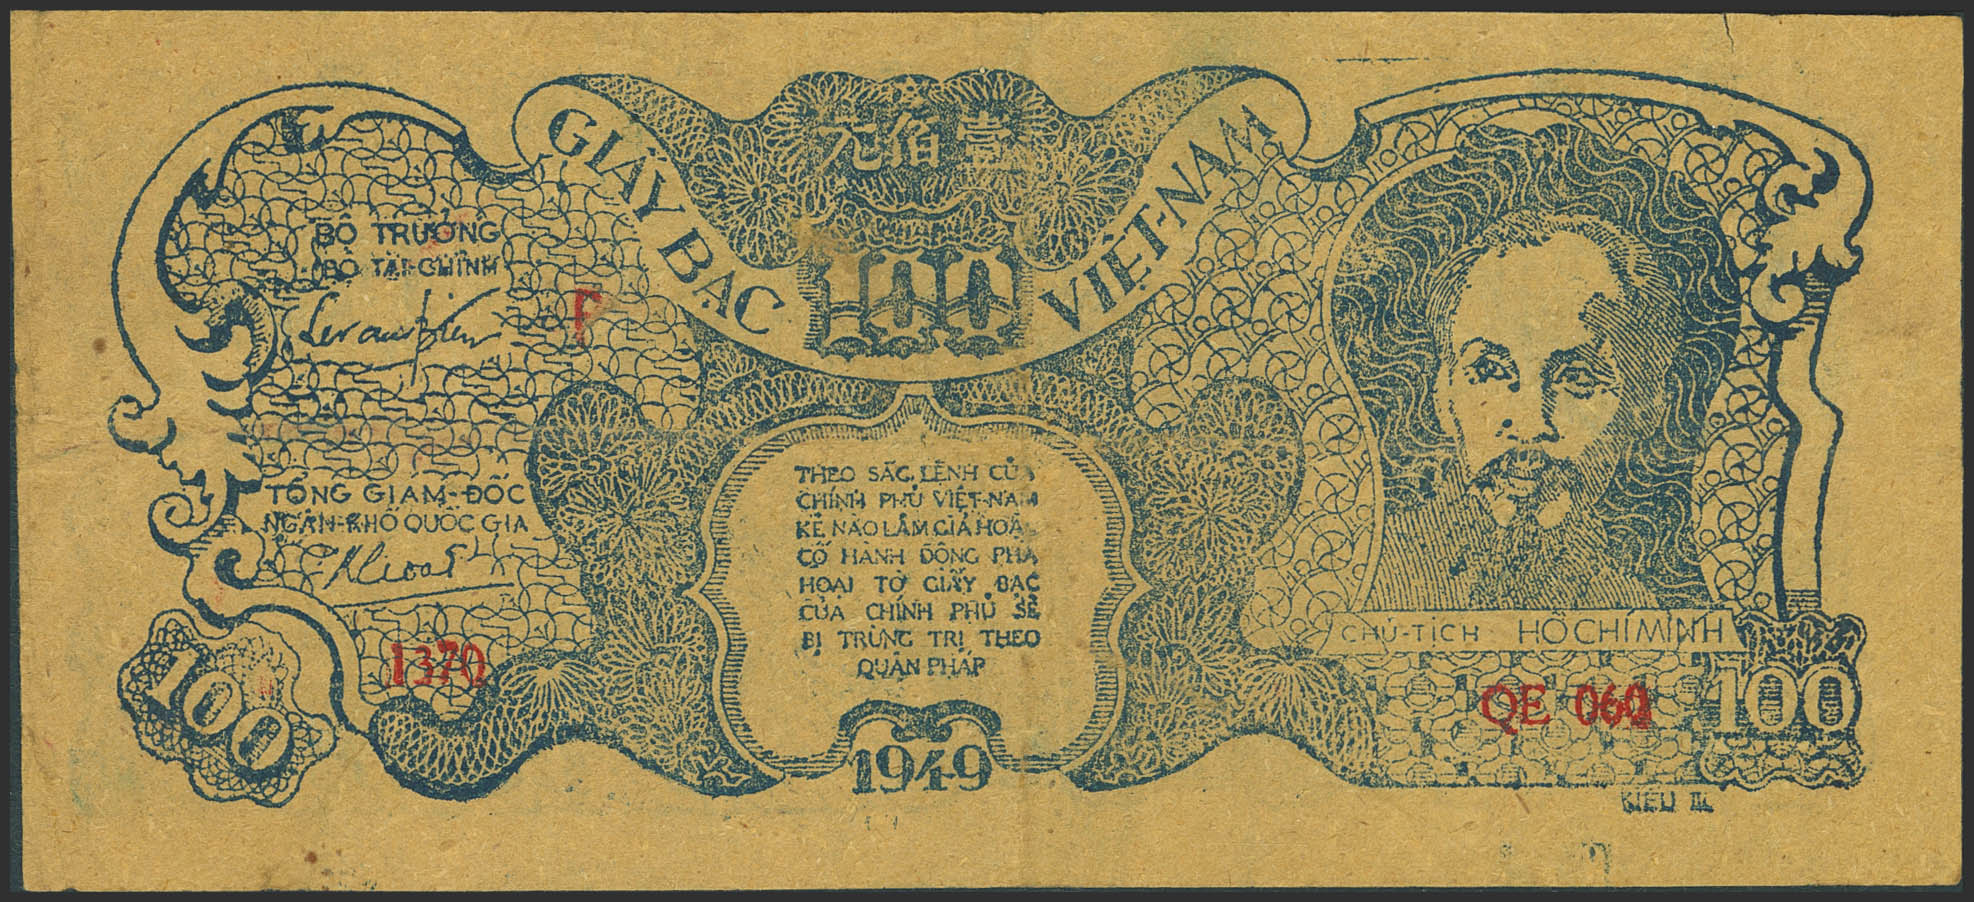 GIẤY BẠC VIỆT-NAM
元佰壹
100
BỘ TRƯỞNG
BỘ TÀI-CHÍNH
F
TỔNG GIÁM-ĐỐC
NGÂN-KHỐ QUỐC GIA
1370
100
THEO SẮC LỆNH CỦA
CHÍNH PHỦ VIỆT-NAM
KẺ NÀO LÀM GIẢ HOẶC
CÓ HÀNH ĐỘNG PHÁ
HOẠI TỜ GIẤY BẠC
CỦA CHÍNH PHỦ SẼ
BỊ TRỪNG TRỊ THEO
QUÂN PHÁP
1949
CHỦ-TỊCH HỒ CHÍ MINH
QE 060
100
KIỂU III